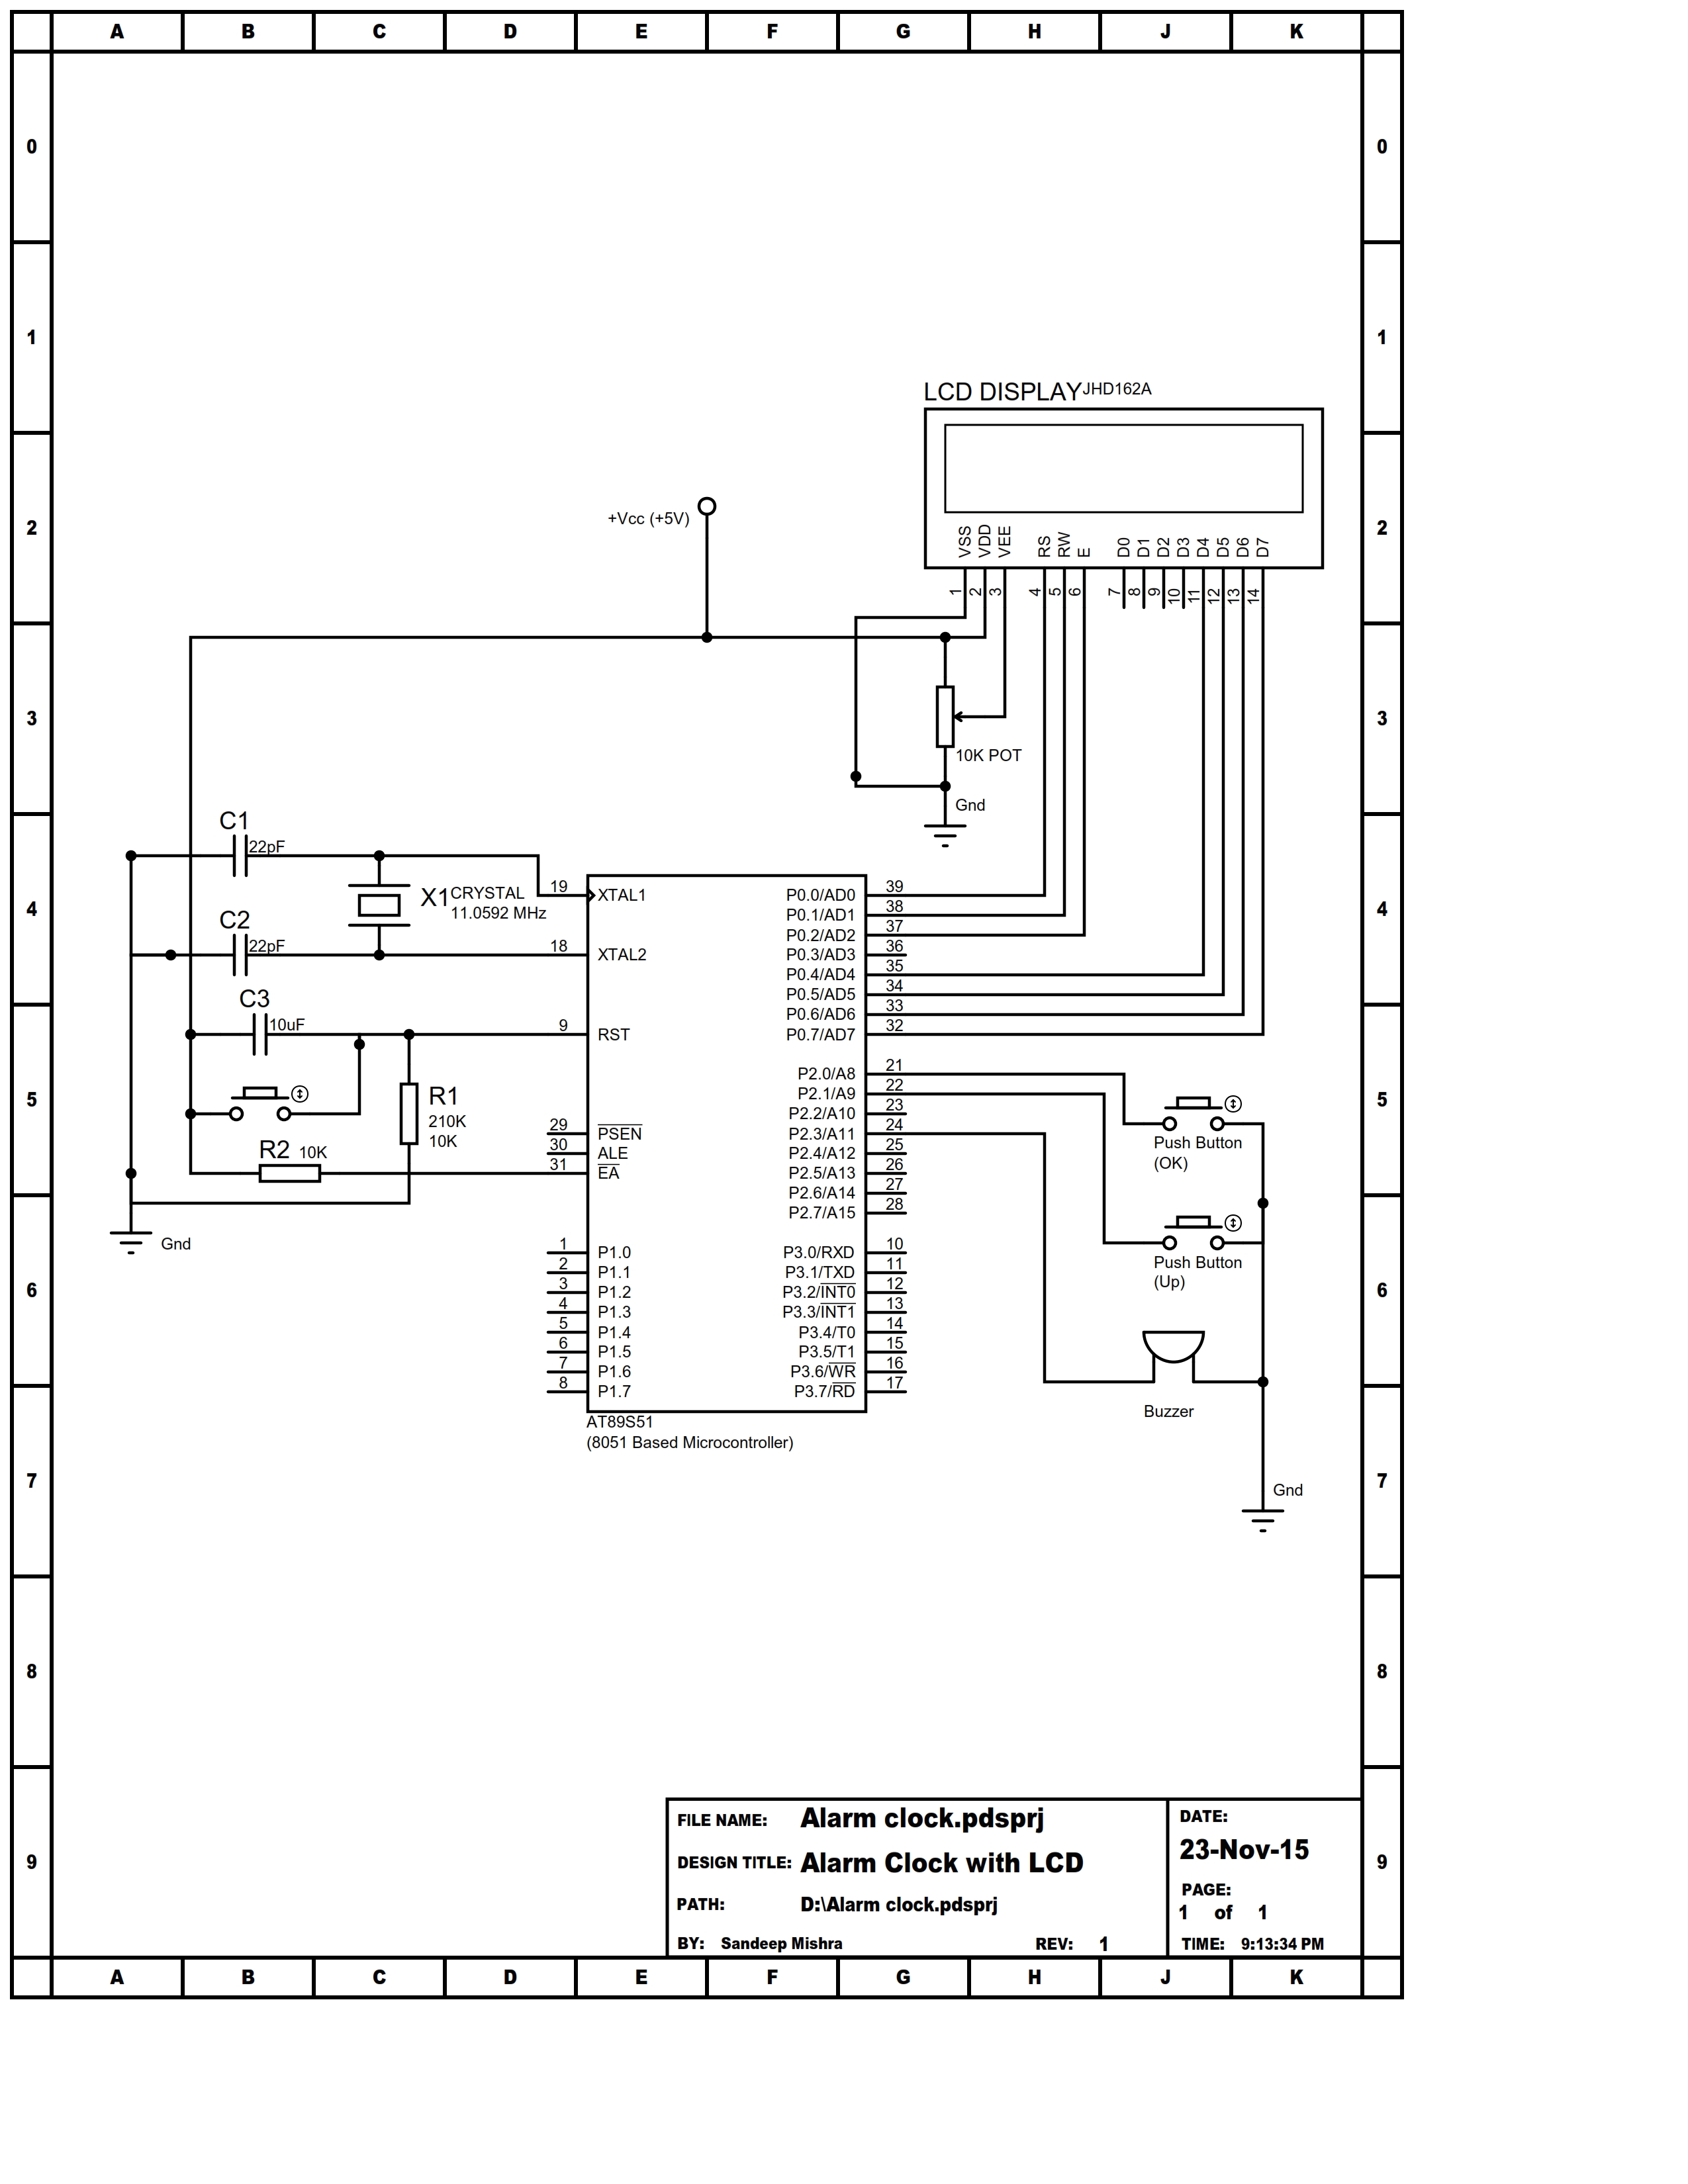 A B C D E F G H J K
0 0
1 1
2 2
3 3
4 4
5 5
6 6
7 7
8 8
9 9
LCD DISPLAY JHD162A
VSS VDD VEE RS RW E D0 D1 D2 D3 D4 D5 D6 D7
1 2 3 4 5 6 7 8 9 10 11 12 13 14
+Vcc (+5V)
10K POT
Gnd
C1
22pF
X1 CRYSTAL
11.0592 MHz
C2
22pF
C3
10uF
R1
210K
10K
R2 10K
Gnd
19 XTAL1
18 XTAL2
9 RST
29 PSEN
30 ALE
31 EA
1 P1.0
2 P1.1
3 P1.2
4 P1.3
5 P1.4
6 P1.5
7 P1.6
8 P1.7
P0.0/AD0 39
P0.1/AD1 38
P0.2/AD2 37
P0.3/AD3 36
P0.4/AD4 35
P0.5/AD5 34
P0.6/AD6 33
P0.7/AD7 32
P2.0/A8 21
P2.1/A9 22
P2.2/A10 23
P2.3/A11 24
P2.4/A12 25
P2.5/A13 26
P2.6/A14 27
P2.7/A15 28
P3.0/RXD 10
P3.1/TXD 11
P3.2/INT0 12
P3.3/INT1 13
P3.4/T0 14
P3.5/T1 15
P3.6/WR 16
P3.7/RD 17
AT89S51
(8051 Based Microcontroller)
Push Button
(OK)
Push Button
(Up)
Buzzer
Gnd
FILE NAME: Alarm clock.pdsprj
DESIGN TITLE: Alarm Clock with LCD
PATH: D:\Alarm clock.pdsprj
BY: Sandeep Mishra REV: 1
DATE:
23-Nov-15
PAGE:
1 of 1
TIME: 9:13:34 PM
A B C D E F G H J K